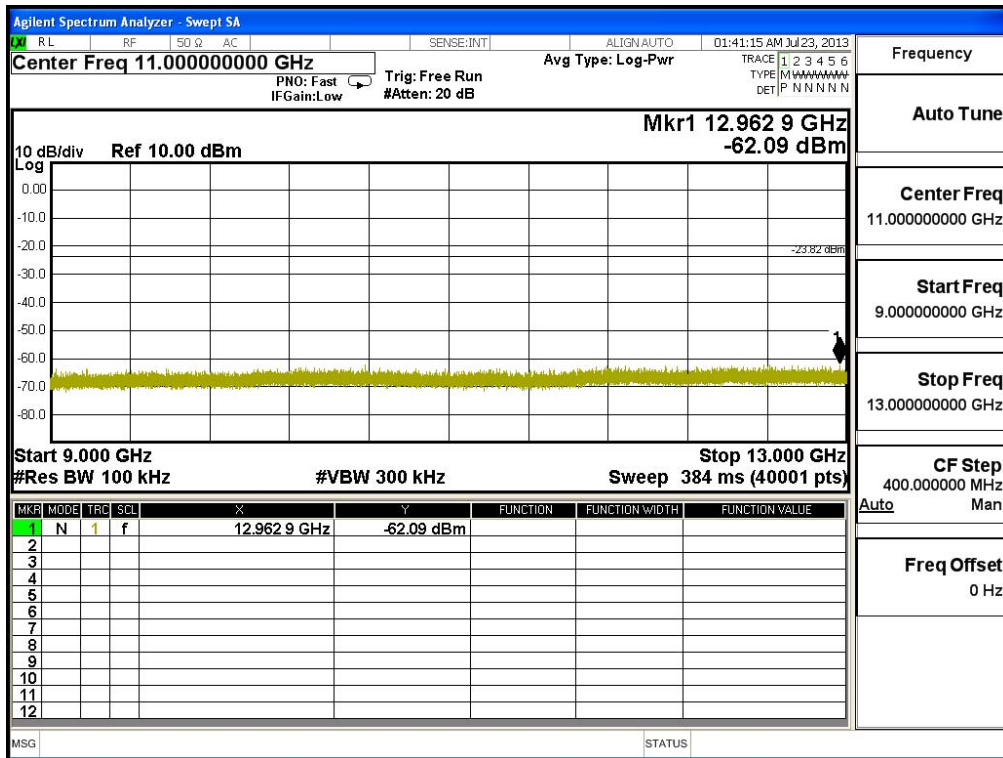 Agilent Spectrum Analyzer - Swept SA
LXI RL RF 50 Ω AC SENSE:INT ALIGN AUTO 01:41:15 AM Jul 23, 2013
Center Freq 11.000000000 GHz
PNO: Fast
IFGain:Low
Trig: Free Run
#Atten: 20 dB
Avg Type: Log-Pwr
TRACE 1 2 3 4 5 6
TYPE M WWWWW
DET P N N N N N
Mkr1 12.962 9 GHz
-62.09 dBm
10 dB/div Ref 10.00 dBm
Log
0.00
-10.0
-20.0
-23.82 dBm
-30.0
-40.0
-50.0
1
-60.0
-70.0
-80.0
Start 9.000 GHz Stop 13.000 GHz
#Res BW 100 kHz #VBW 300 kHz Sweep 384 ms (40001 pts)
MKR MODE TRC SCL X Y FUNCTION FUNCTION WIDTH FUNCTION VALUE
1 N 1 f 12.962 9 GHz -62.09 dBm
2
3
4
5
6
7
8
9
10
11
12
MSG STATUS
Frequency
Auto Tune
Center Freq
11.000000000 GHz
Start Freq
9.000000000 GHz
Stop Freq
13.000000000 GHz
CF Step
400.000000 MHz
Auto Man
Freq Offset
0 Hz